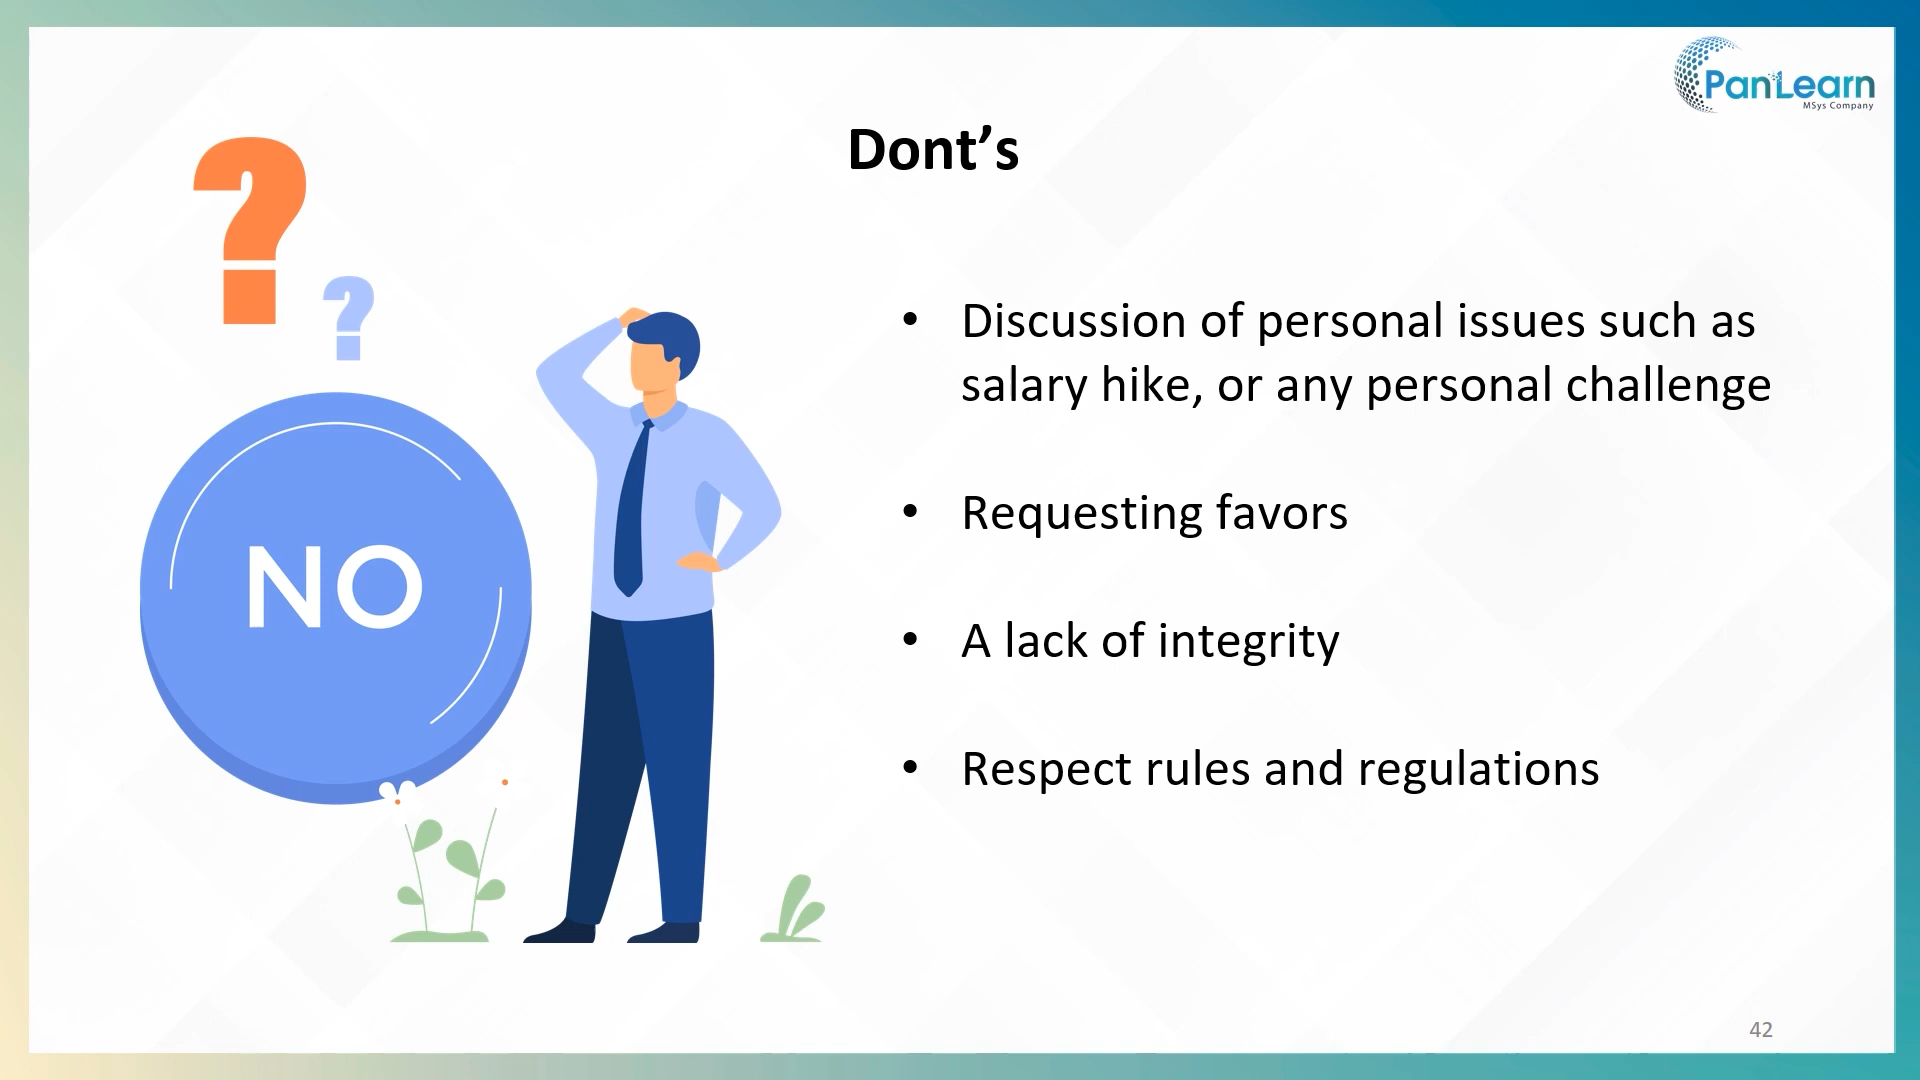 PanLearn
MSys Company
Dont’s
?
?
NO
• Discussion of personal issues such as
salary hike, or any personal challenge
• Requesting favors
• A lack of integrity
• Respect rules and regulations
42